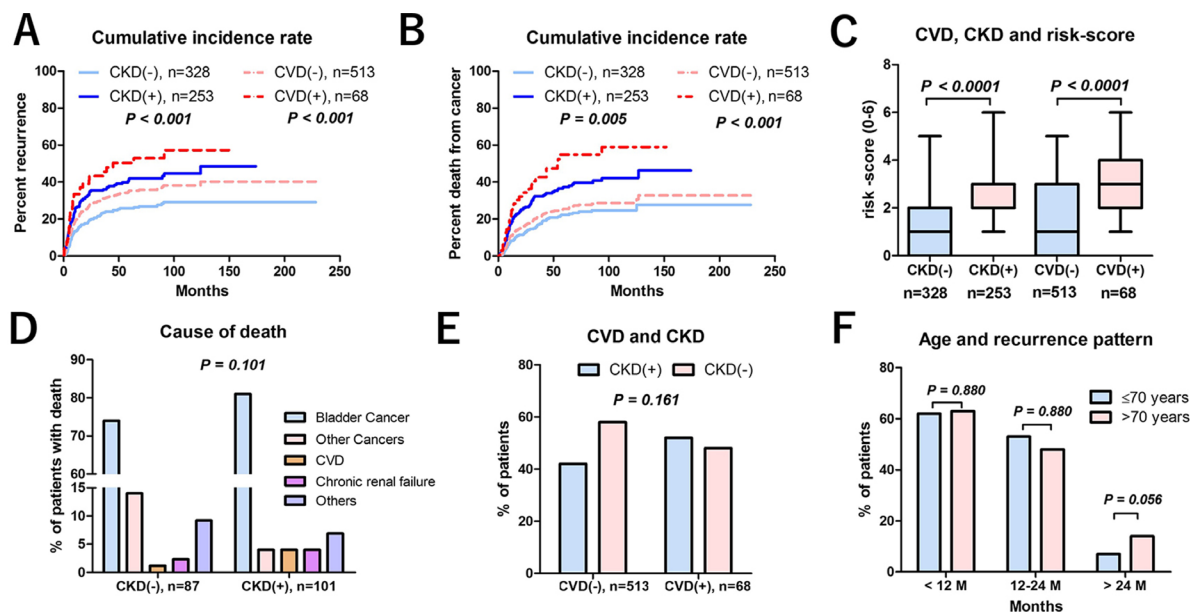 A
Cumulative incidence rate
CKD(-), n=328
CVD(-), n=513
CKD(+), n=253
CVD(+), n=68
P < 0.001
P < 0.001
Percent recurrence
100
80
60
40
20
0
0 50 100 150 200 250
Months
B
Cumulative incidence rate
CKD(-), n=328
CVD(-), n=513
CKD(+), n=253
CVD(+), n=68
P = 0.005
P < 0.001
Percent death from cancer
100
80
60
40
20
0
0 50 100 150 200 250
Months
C
CVD, CKD and risk-score
P < 0.0001
P < 0.0001
risk -score (0-6)
8
6
4
2
0
CKD(-) CKD(+) CVD(-) CVD(+)
n=328 n=253 n=513 n=68
D
Cause of death
P = 0.101
% of patients with death
90
80
70
60
50
15
10
5
0
Bladder Cancer
Other Cancers
CVD
Chronic renal failure
Others
CKD(-), n=87
CKD(+), n=101
E
CVD and CKD
CKD(+)
CKD(-)
P = 0.161
% of patients
80
60
40
20
0
CVD(-), n=513
CVD(+), n=68
F
Age and recurrence pattern
P = 0.880
P = 0.880
P = 0.056
≤70 years
>70 years
% of patients
80
60
40
20
0
< 12 M
12-24 M
> 24 M
Months